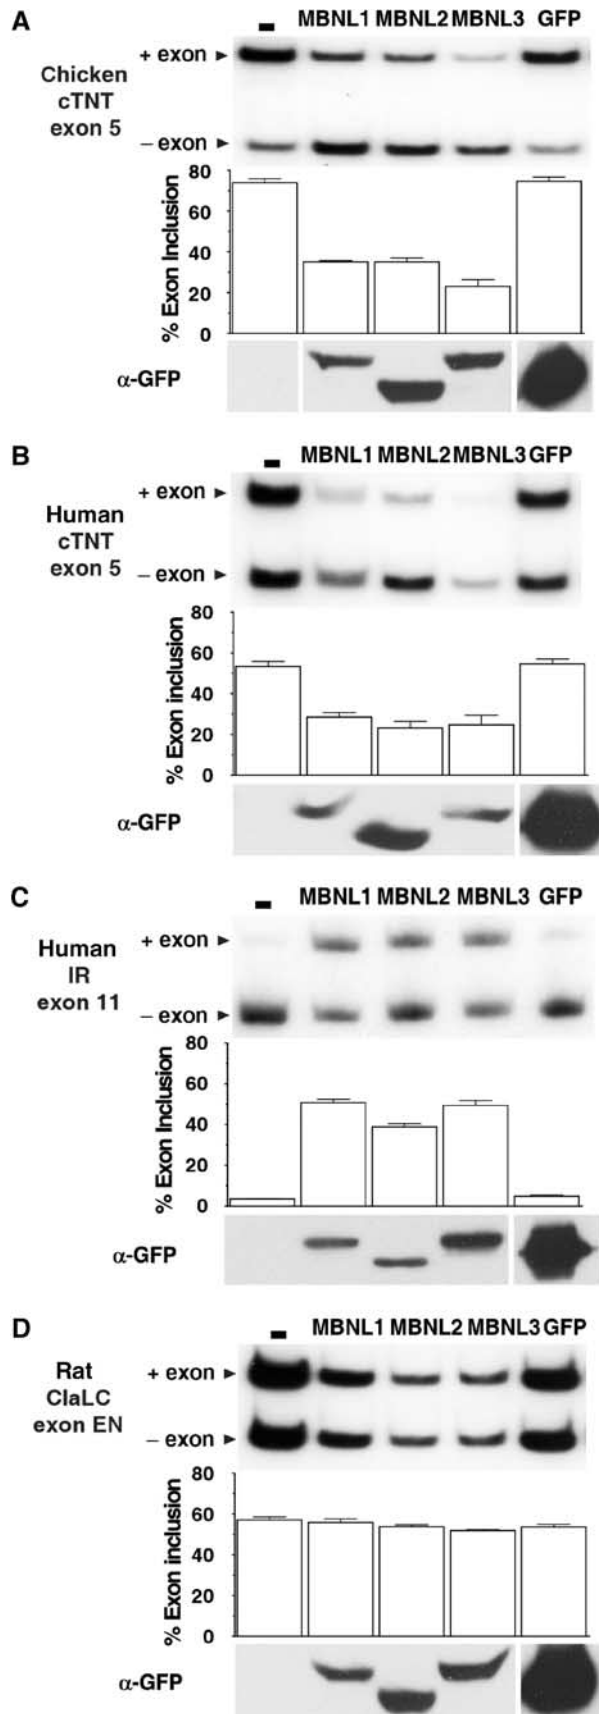 A
– MBNL1 MBNL2 MBNL3 GFP
Chicken
cTNT
exon 5
+ exon ►
– exon ►
% Exon Inclusion
80
60
40
20
0
α-GFP
B
– MBNL1 MBNL2 MBNL3 GFP
Human
cTNT
exon 5
+ exon ►
– exon ►
% Exon inclusion
80
60
40
20
0
α-GFP
C
– MBNL1 MBNL2 MBNL3 GFP
Human
IR
exon 11
+ exon ►
– exon ►
% Exon Inclusion
80
60
40
20
0
α-GFP
D
– MBNL1 MBNL2 MBNL3 GFP
Rat
ClaLC
exon EN
+ exon ►
– exon ►
% Exon inclusion
80
60
40
20
0
α-GFP